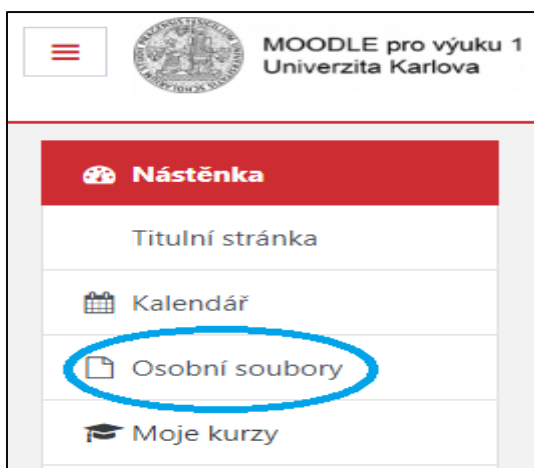 MOODLE pro výuku 1
Univerzita Karlova
Nástěnka
Titulní stránka
Kalendář
Osobní soubory
Moje kurzy